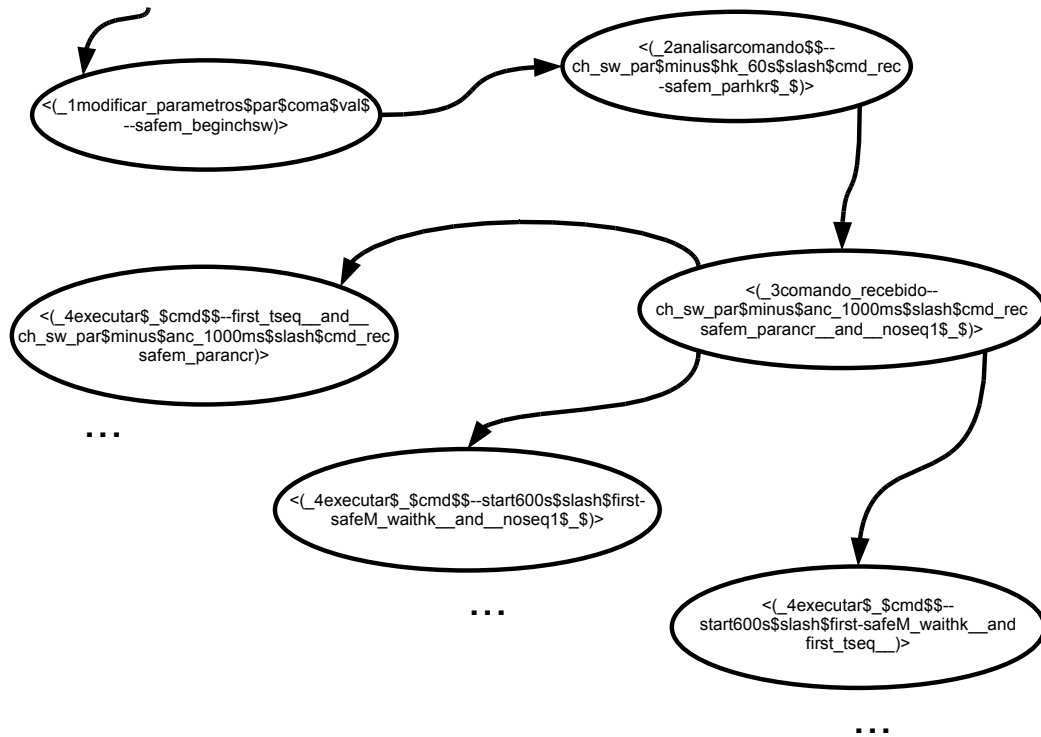 <(_1modificar_parametros$par$coma$val$
--safem_beginchsw)>
<(_2analisarcomando$$--
ch_sw_par$minus$hk_60s$slash$cmd_rec
-safem_parhkr$_$)>
<(_3comando_recebido--
ch_sw_par$minus$anc_1000ms$slash$cmd_rec
safem_parancr__and__noseq1$_$)>
<(_4executar$_$cmd$$--first_tseq__and__
ch_sw_par$minus$anc_1000ms$slash$cmd_rec
safem_parancr)>
...
<(_4executar$_$cmd$$--start600s$slash$first-
safeM_waithk__and__noseq1$_$)>
...
<(_4executar$_$cmd$$--
start600s$slash$first-safeM_waithk__and
first_tseq__)>
...